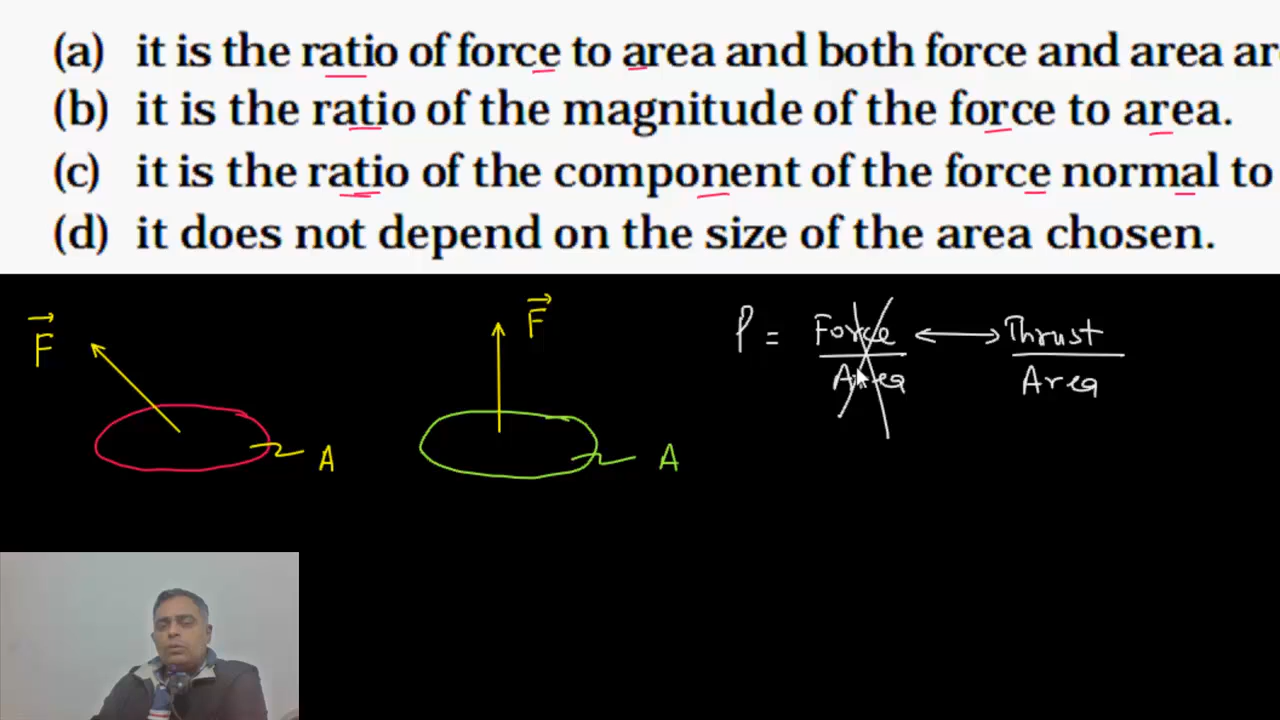 (a) it is the ratio of force to area and both force and area ar
(b) it is the ratio of the magnitude of the force to area.
(c) it is the ratio of the component of the force normal to
(d) it does not depend on the size of the area chosen.
F
A
F
A
P = Force / Area ⟷ Thrust / Area